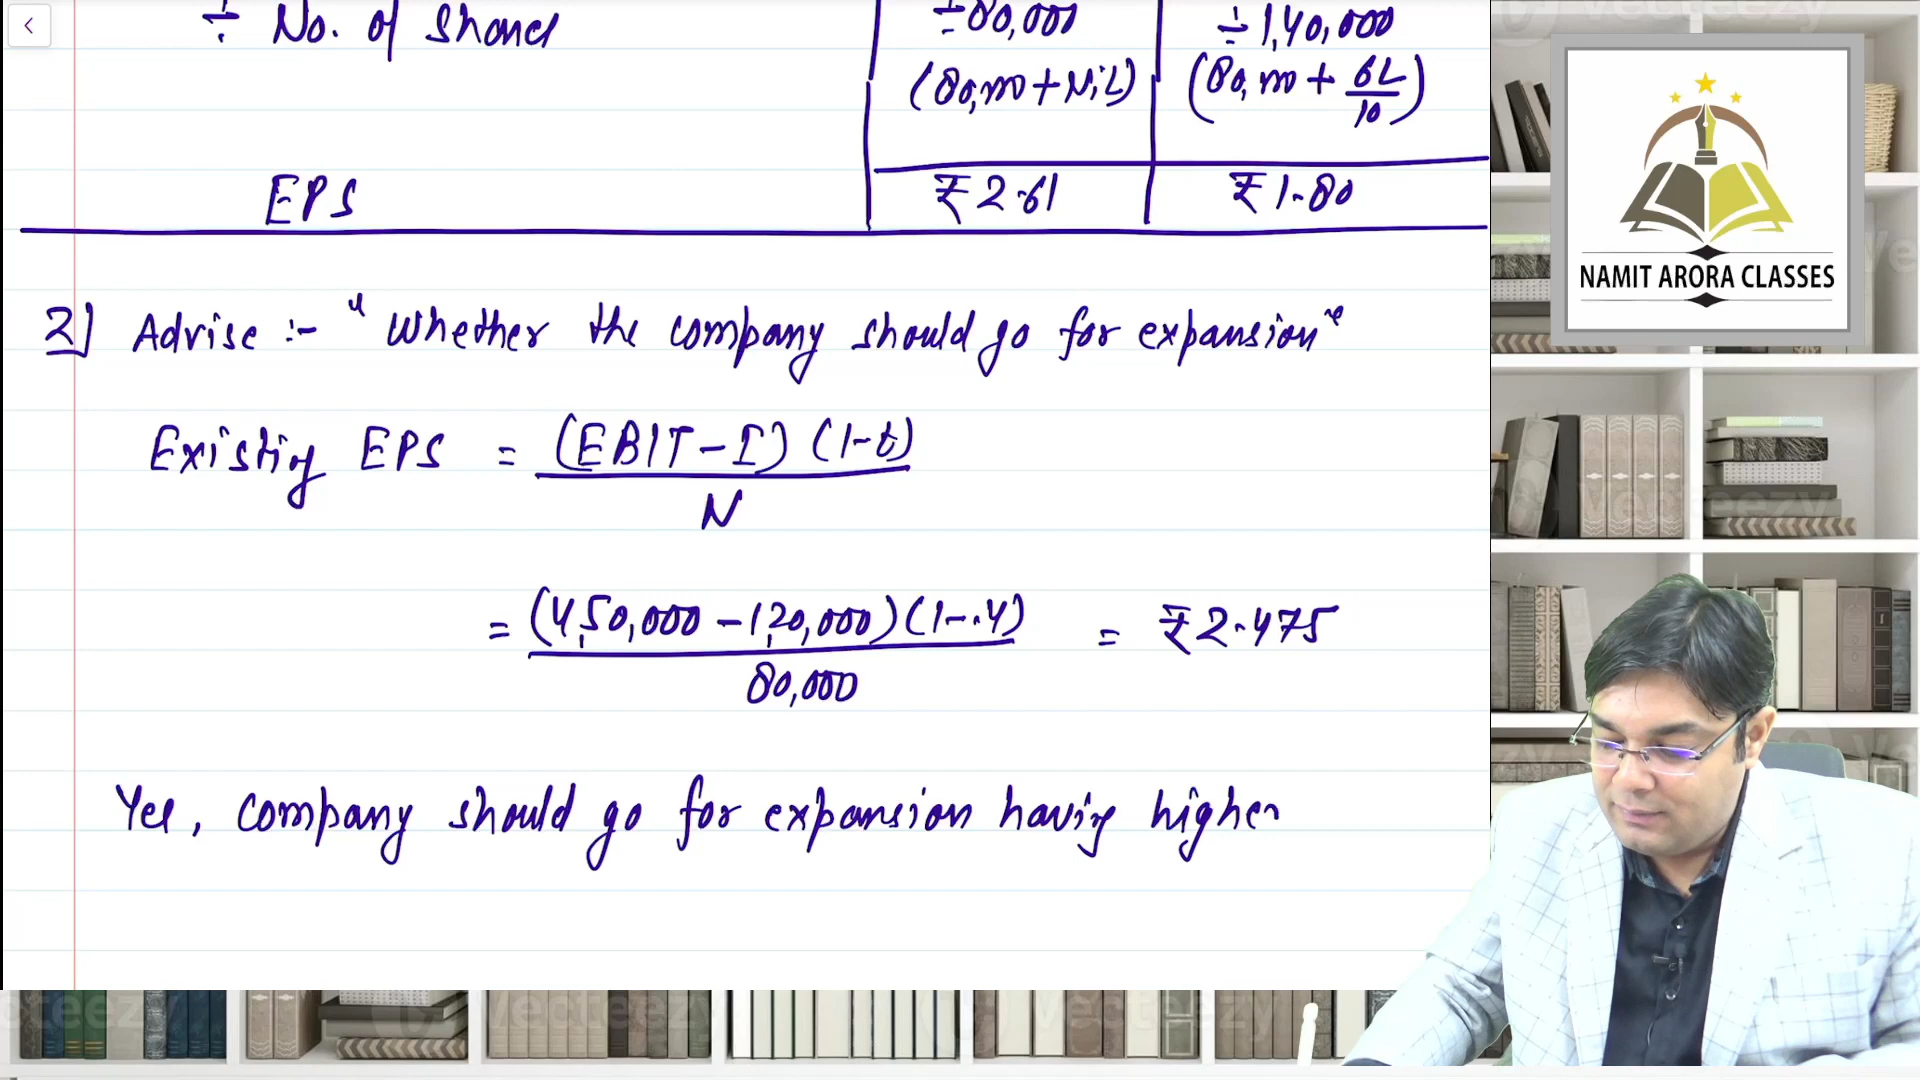 ÷ No. of Shares
÷80,000
÷1,40,000
(80,000 + NiL)
(80,000 + 6L/10)
EPS
₹ 2.61
₹ 1.80
NAMIT ARORA CLASSES
2] Advise :- "Whether the company should go for expansion"
Existing EPS = (EBIT - I) (1-t)
N
= (4,50,000 - 1,20,000) (1-.4) = ₹2.475
80,000
Yes, company should go for expansion having higher
vecteezy